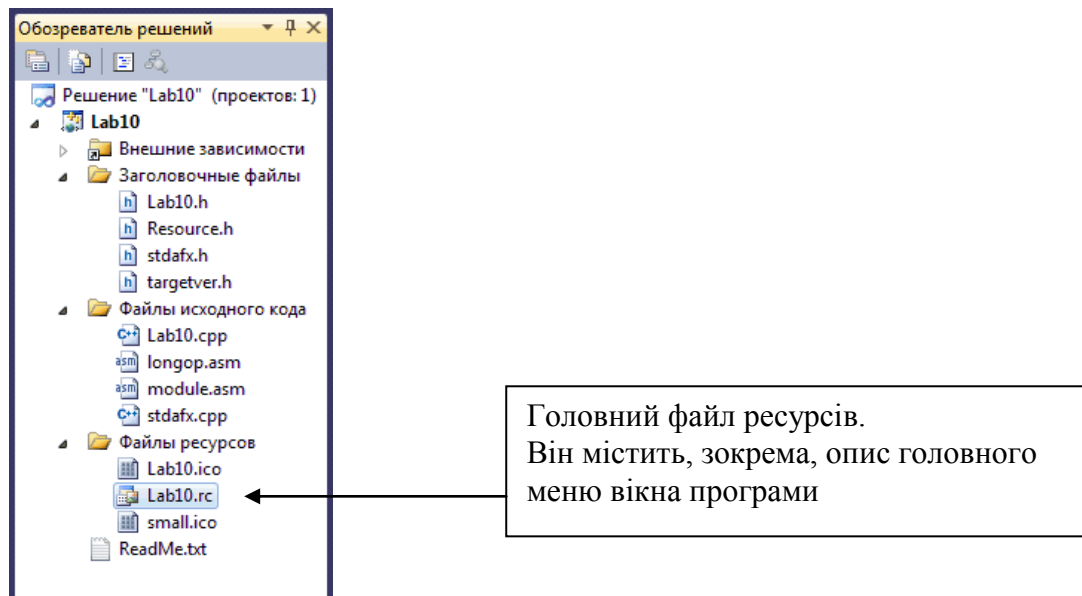 Обозреватель решений
Решение "Lab10" (проектов: 1)
Lab10
Внешние зависимости
Заголовочные файлы
h Lab10.h
h Resource.h
h stdafx.h
h targetver.h
Файлы исходного кода
C++ Lab10.cpp
asm longop.asm
asm module.asm
C++ stdafx.cpp
Файлы ресурсов
Lab10.ico
Lab10.rc
small.ico
ReadMe.txt
Головний файл ресурсів.
Він містить, зокрема, опис головного
меню вікна програми